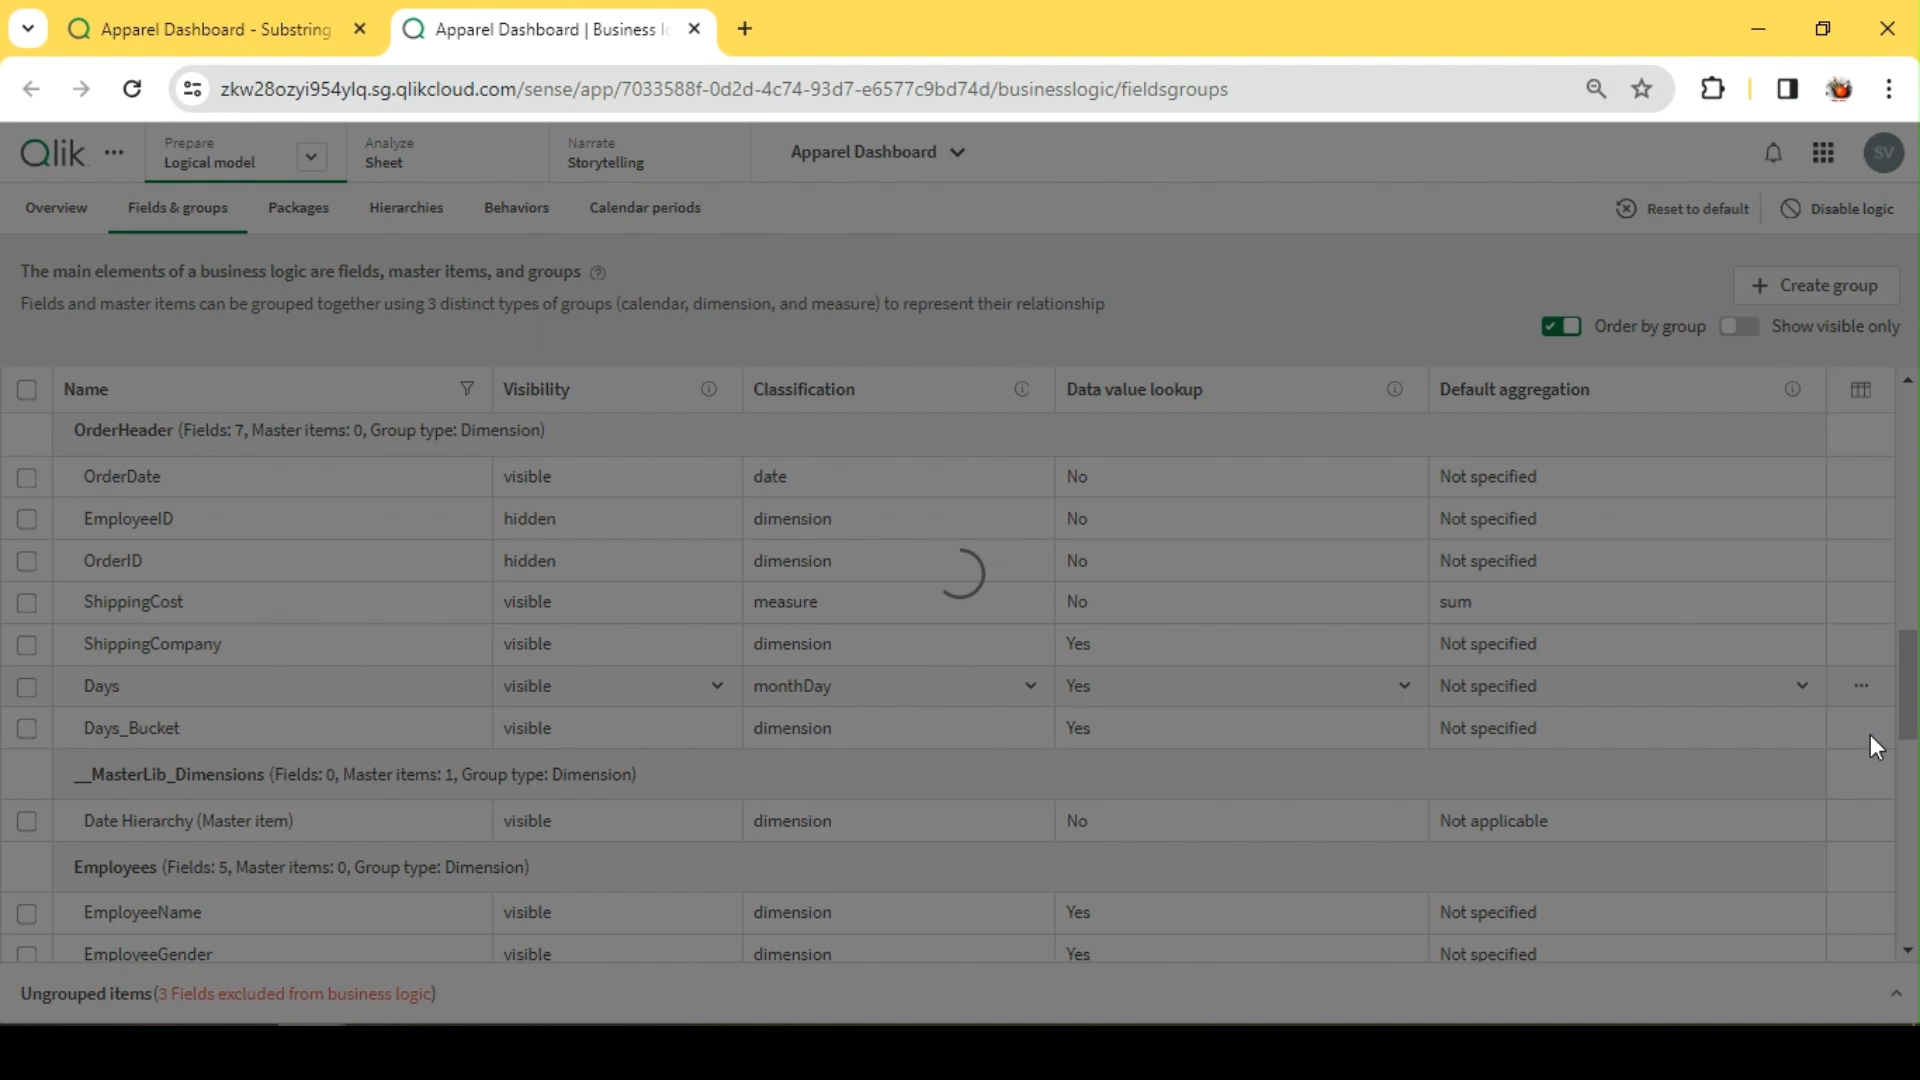 Apparel Dashboard - Substring
Apparel Dashboard | Business lo
zkw28ozyi954ylq.sg.qlikcloud.com/sense/app/7033588f-0d2d-4c74-93d7-e6577c9bd74d/businesslogic/fieldsgroups
Qlik
Prepare
Logical model
Analyze
Sheet
Narrate
Storytelling
Apparel Dashboard
SV
Overview Fields & groups Packages Hierarchies Behaviors Calendar periods Reset to default Disable logic
The main elements of a business logic are fields, master items, and groups
Fields and master items can be grouped together using 3 distinct types of groups (calendar, dimension, and measure) to represent their relationship
Create group
Order by group Show visible only
Name Visibility Classification Data value lookup Default aggregation
OrderHeader (Fields: 7, Master items: 0, Group type: Dimension)
OrderDate visible date No Not specified
EmployeeID hidden dimension No Not specified
OrderID hidden dimension No Not specified
ShippingCost visible measure No sum
ShippingCompany visible dimension Yes Not specified
Days visible monthDay Yes Not specified
Days_Bucket visible dimension Yes Not specified
__MasterLib_Dimensions (Fields: 0, Master items: 1, Group type: Dimension)
Date Hierarchy (Master item) visible dimension No Not applicable
Employees (Fields: 5, Master items: 0, Group type: Dimension)
EmployeeName visible dimension Yes Not specified
EmployeeGender visible dimension Yes Not specified
Ungrouped items(3 Fields excluded from business logic)